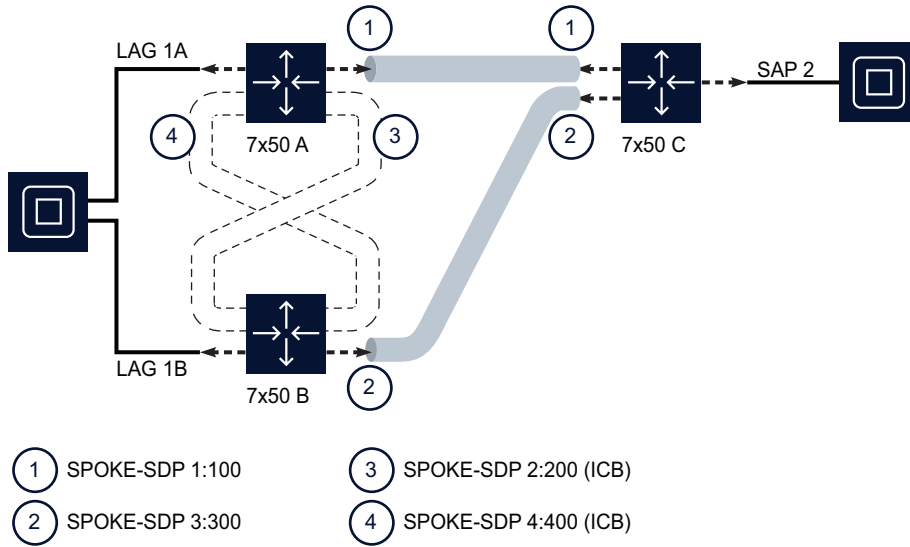 1
1
LAG 1A
SAP 2
4
3
7x50 A
2
7x50 C
LAG 1B
2
7x50 B
1 SPOKE-SDP 1:100
3 SPOKE-SDP 2:200 (ICB)
2 SPOKE-SDP 3:300
4 SPOKE-SDP 4:400 (ICB)